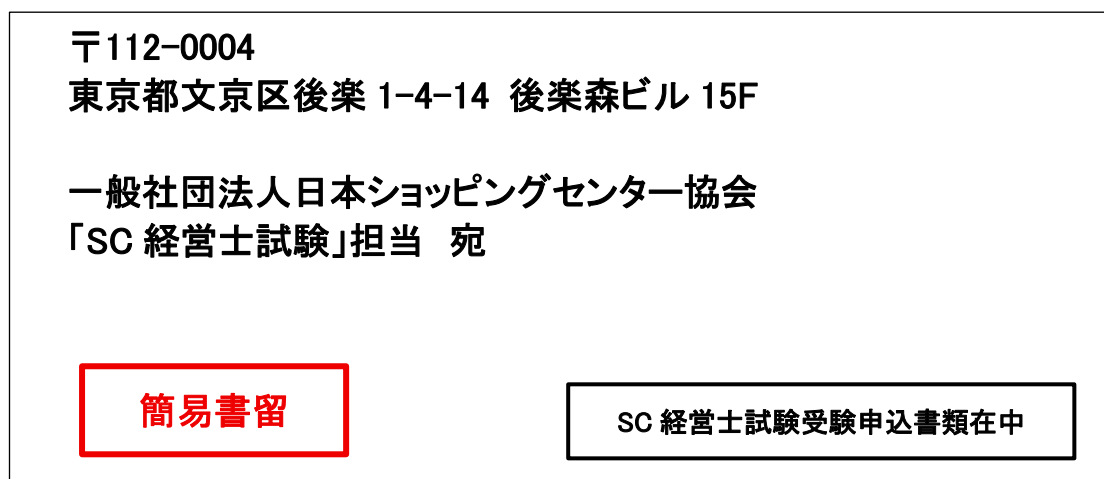 〒112-0004
東京都文京区後楽 1-4-14 後楽森ビル 15F
一般社団法人日本ショッピングセンター協会
「SC 経営士試験」担当　宛
簡易書留
SC 経営士試験受験申込書類在中